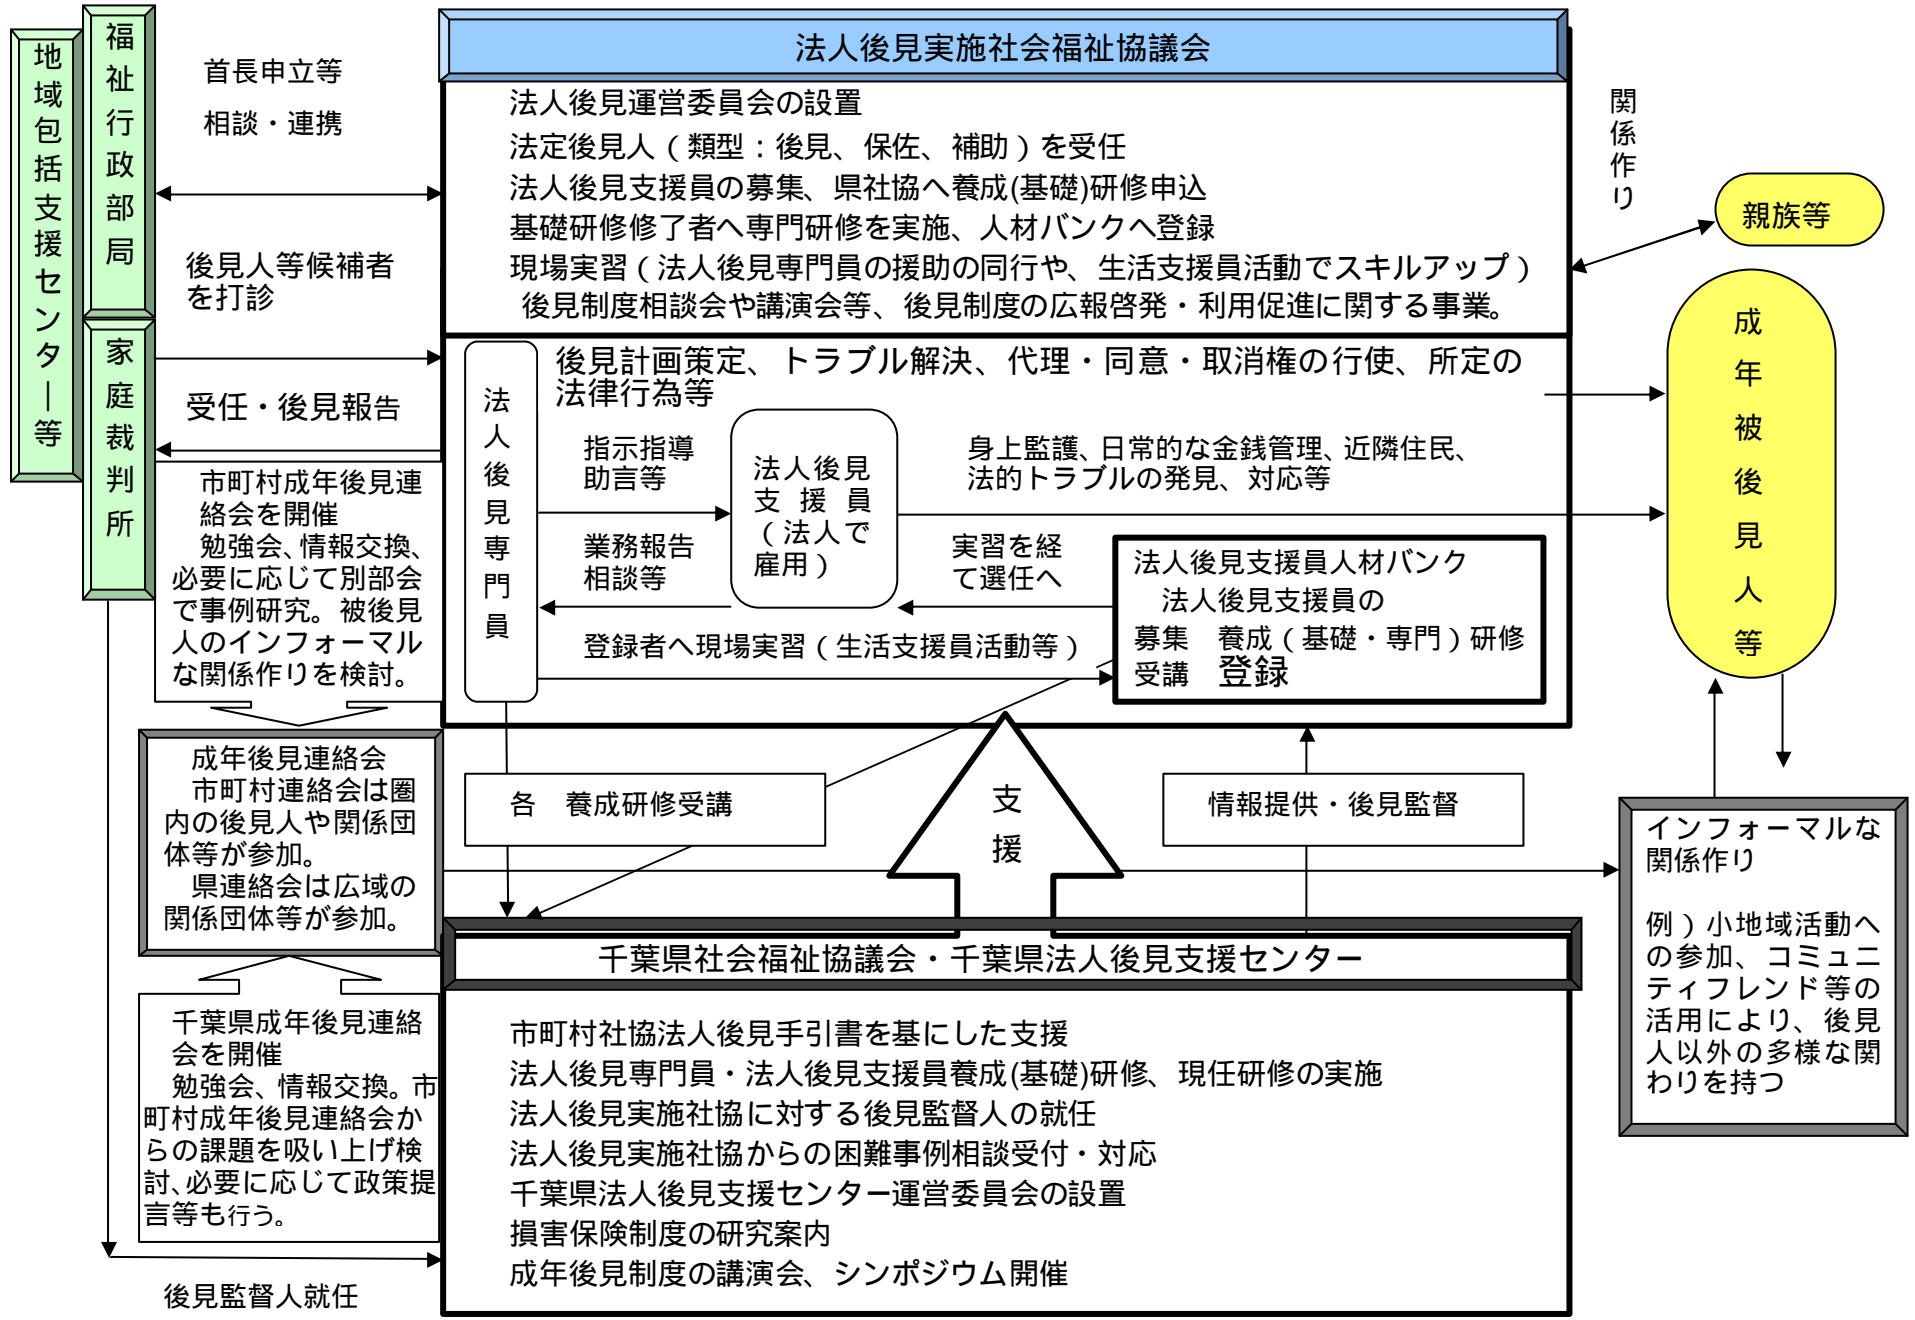 地域包括支援センター等
福祉行政部局
家庭裁判所
首長申立等
相談・連携
後見人等候補者
を打診
受任・後見報告
法人後見実施社会福祉協議会
法人後見運営委員会の設置
法定後見人（類型：後見、保佐、補助）を受任
法人後見支援員の募集、県社協へ養成(基礎)研修申込
基礎研修修了者へ専門研修を実施、人材バンクへ登録
現場実習（法人後見専門員の援助の同行や、生活支援員活動でスキルアップ）
後見制度相談会や講演会等、後見制度の広報啓発・利用促進に関する事業。
関係作り
親族等
成年被後見人等
法人後見専門員
後見計画策定、トラブル解決、代理・同意・取消権の行使、所定の
法律行為等
指示指導
助言等
業務報告
相談等
法人後見
支援員
（法人で
雇用）
身上監護、日常的な金銭管理、近隣住民、
法的トラブルの発見、対応等
実習を経
て選任へ
登録者へ現場実習（生活支援員活動等）
法人後見支援員人材バンク
法人後見支援員の
募集　養成（基礎・専門）研修
受講　登録
市町村成年後見連
絡会を開催
勉強会、情報交換、
必要に応じて別部会
で事例研究。被後見
人のインフォーマル
な関係作りを検討。
成年後見連絡会
市町村連絡会は圏
内の後見人や関係団
体等が参加。
県連絡会は広域の
関係団体等が参加。
千葉県成年後見連絡
会を開催
勉強会、情報交換。市
町村成年後見連絡会か
らの課題を吸い上げ検
討、必要に応じて政策提
言等も行う。
後見監督人就任
各　養成研修受講
支援
情報提供・後見監督
インフォーマルな
関係作り
例）小地域活動へ
の参加、コミュニ
ティフレンド等の
活用により、後見
人以外の多様な関
わりを持つ
千葉県社会福祉協議会・千葉県法人後見支援センター
市町村社協法人後見手引書を基にした支援
法人後見専門員・法人後見支援員養成(基礎)研修、現任研修の実施
法人後見実施社協に対する後見監督人の就任
法人後見実施社協からの困難事例相談受付・対応
千葉県法人後見支援センター運営委員会の設置
損害保険制度の研究案内
成年後見制度の講演会、シンポジウム開催